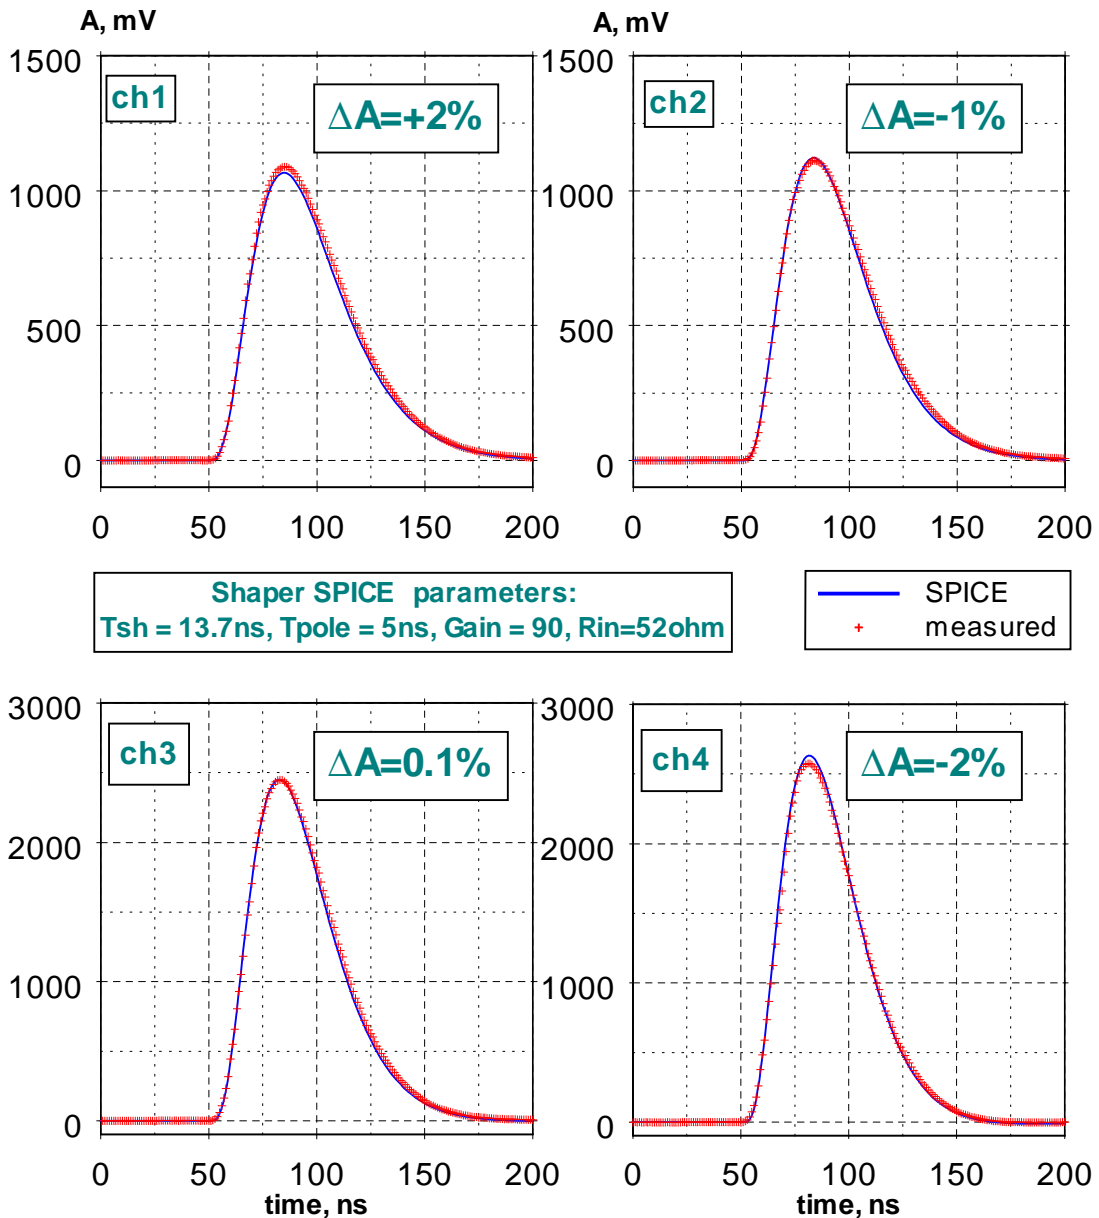 A, mV
A, mV
1500
1000
500
0
ch1
ΔA=+2%
0 50 100 150 200
1500
1000
500
0
ch2
ΔA=-1%
0 50 100 150 200
Shaper SPICE parameters:
Tsh = 13.7ns, Tpole = 5ns, Gain = 90, Rin=52ohm
SPICE
measured
3000
2000
1000
0
ch3
ΔA=0.1%
0 50 100 150 200
time, ns
3000
2000
1000
0
ch4
ΔA=-2%
0 50 100 150 200
time, ns